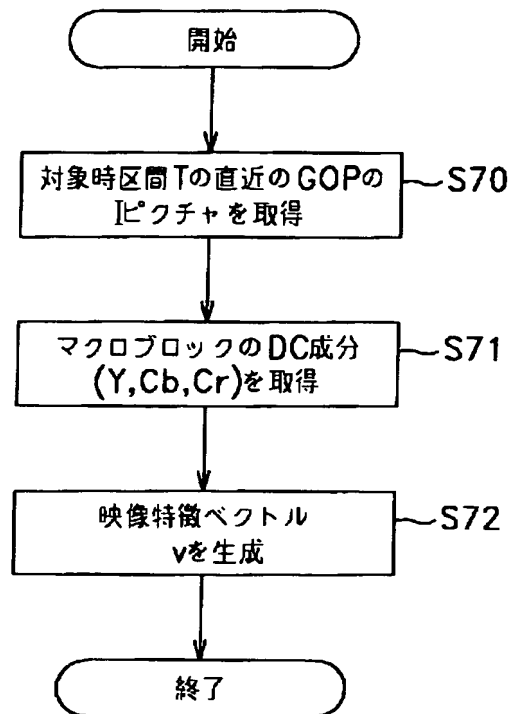 開始
対象時区間Tの直近のGOPの
Iピクチャを取得
S70
マクロブロックのDC成分
(Y,Cb,Cr)を取得
S71
映像特徴ベクトル
vを生成
S72
終了